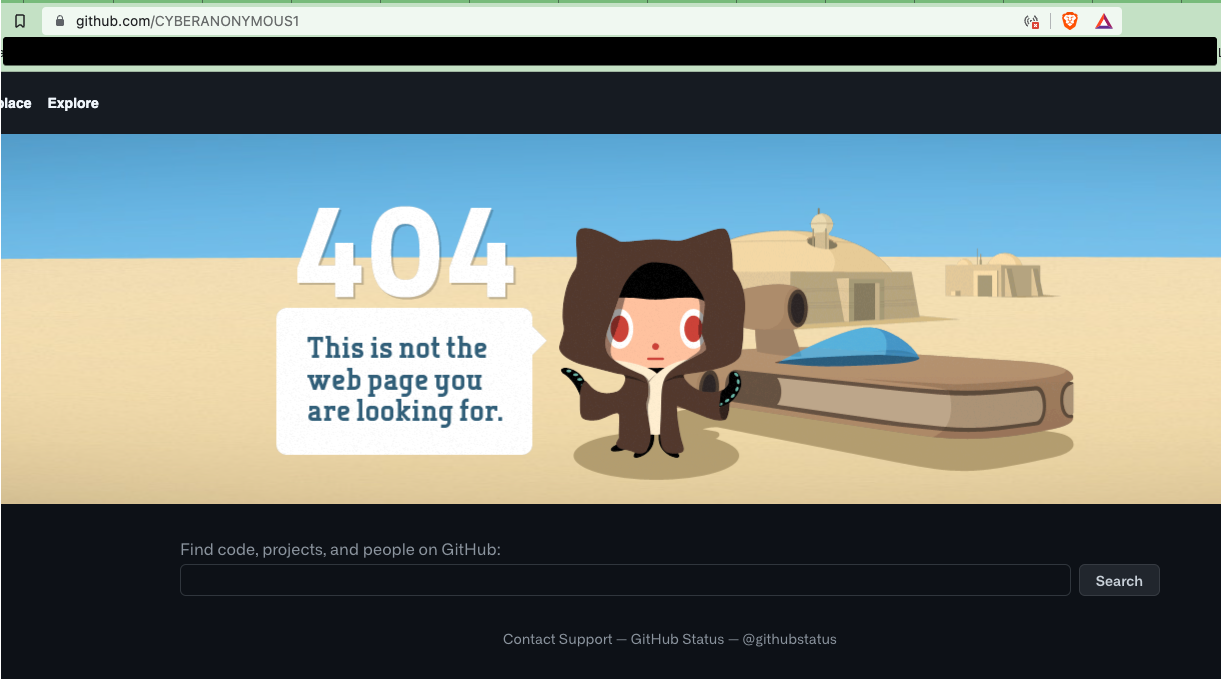 github.com/CYBERANONYMOUS1
place Explore
404
This is not the
web page you
are looking for.
Find code, projects, and people on GitHub:
Search
Contact Support — GitHub Status — @githubstatus